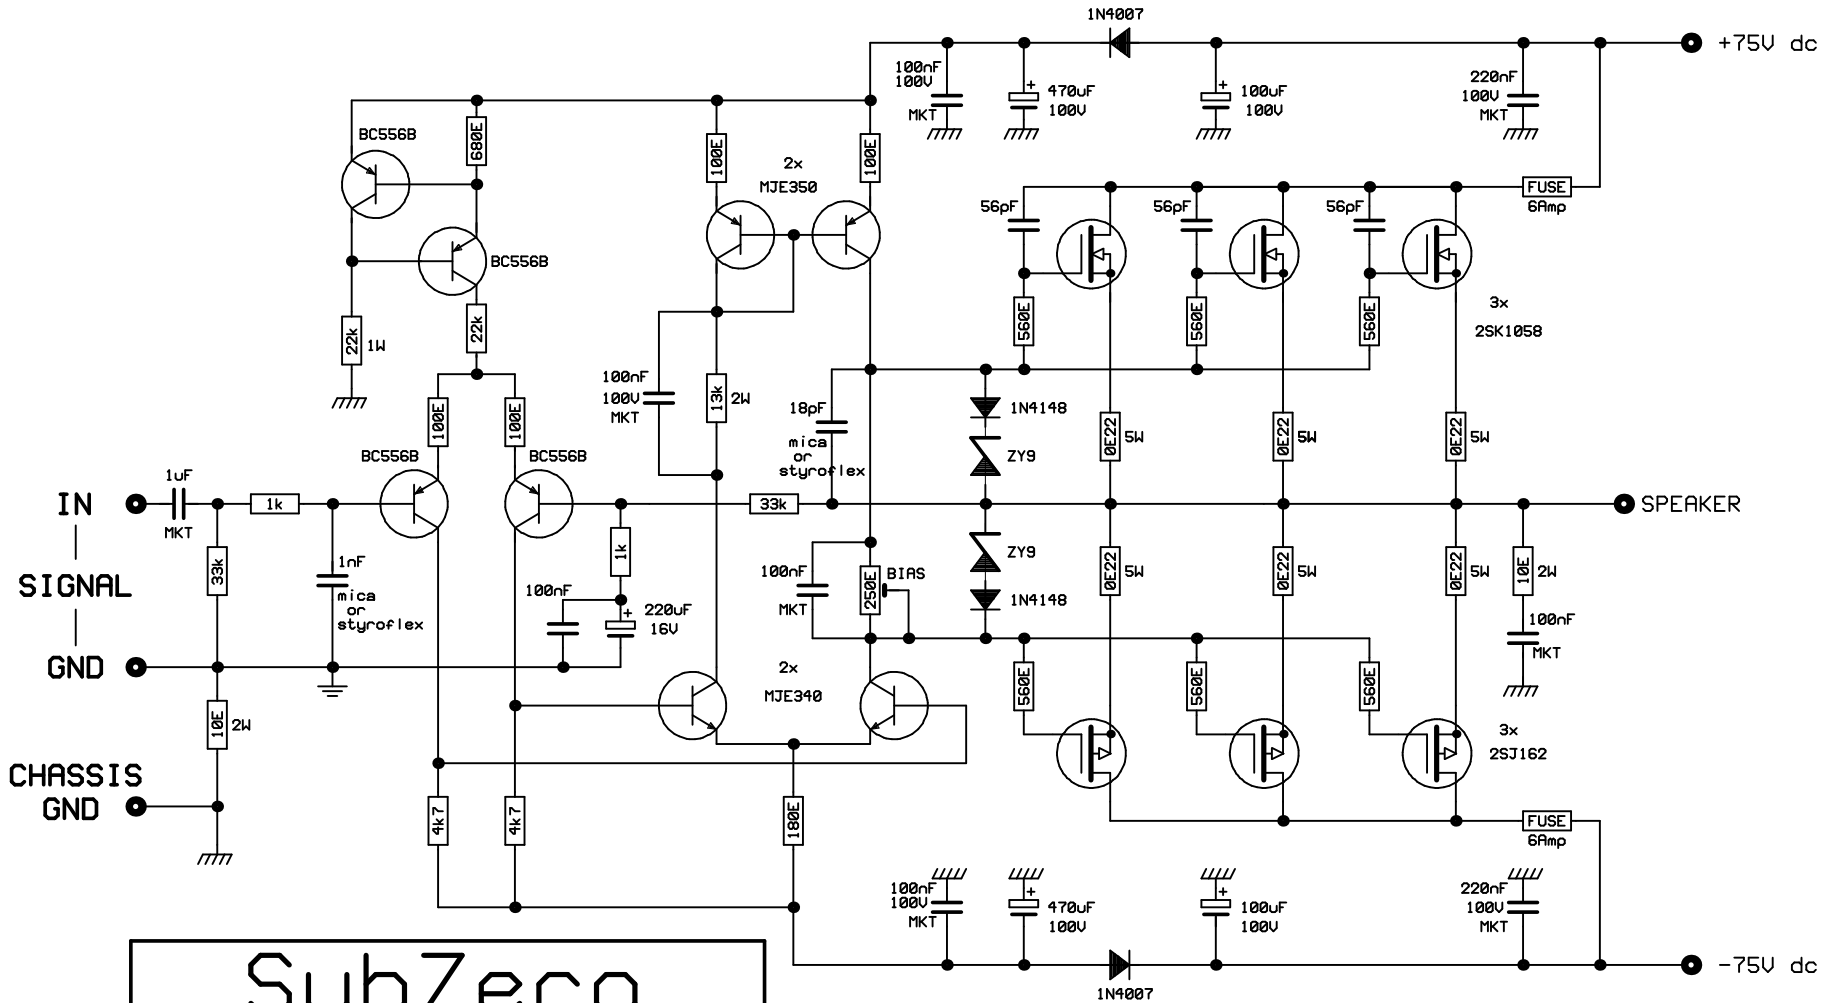 1N4007
+75V dc
100nF
100V
MKT
470uF
100V
100uF
100V
220nF
100V
MKT
BC556B
680E
100E
2x
MJE350
100E
FUSE
6Amp
56pF
56pF
56pF
BC556B
560E
560E
560E
3x
2SK1058
22k
1W
22k
100nF
100V
MKT
13k
2W
18pF
mica
or
styroflex
1N4148
ZY9
0E22
5W
0E22
5W
0E22
5W
100E
100E
BC556B
BC556B
1uF
MKT
IN
1k
33k
SPEAKER
33k
1nF
mica
or
styroflex
SIGNAL
1k
100nF
220uF
16V
100nF
MKT
250E
BIAS
ZY9
1N4148
0E22
5W
0E22
5W
0E22
5W
10E
2W
100nF
MKT
GND
2x
MJE340
560E
560E
560E
10E
2W
3x
2SJ162
CHASSIS
GND
4k7
4k7
180E
FUSE
6Amp
100nF
100V
MKT
470uF
100V
100uF
100V
220nF
100V
MKT
1N4007
-75V dc
SubZero